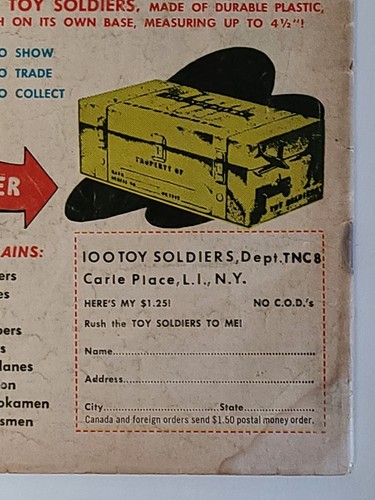 TOY SOLDIERS, MADE OF DURABLE PLASTIC,
ON ITS OWN BASE, MEASURING UP TO 4½"!
TO SHOW
TO TRADE
TO COLLECT
PROPERTY OF
ER
AINS:
100 TOY SOLDIERS, Dept. TNC8
Carle Place, L.I., N.Y.
HERE'S MY $1.25! NO C.O.D.'s
Rush the TOY SOLDIERS TO ME!
Name
Address
City State
Canada and foreign orders send $1.50 postal money order.
ers
es
pers
s
lanes
on
okamen
smen